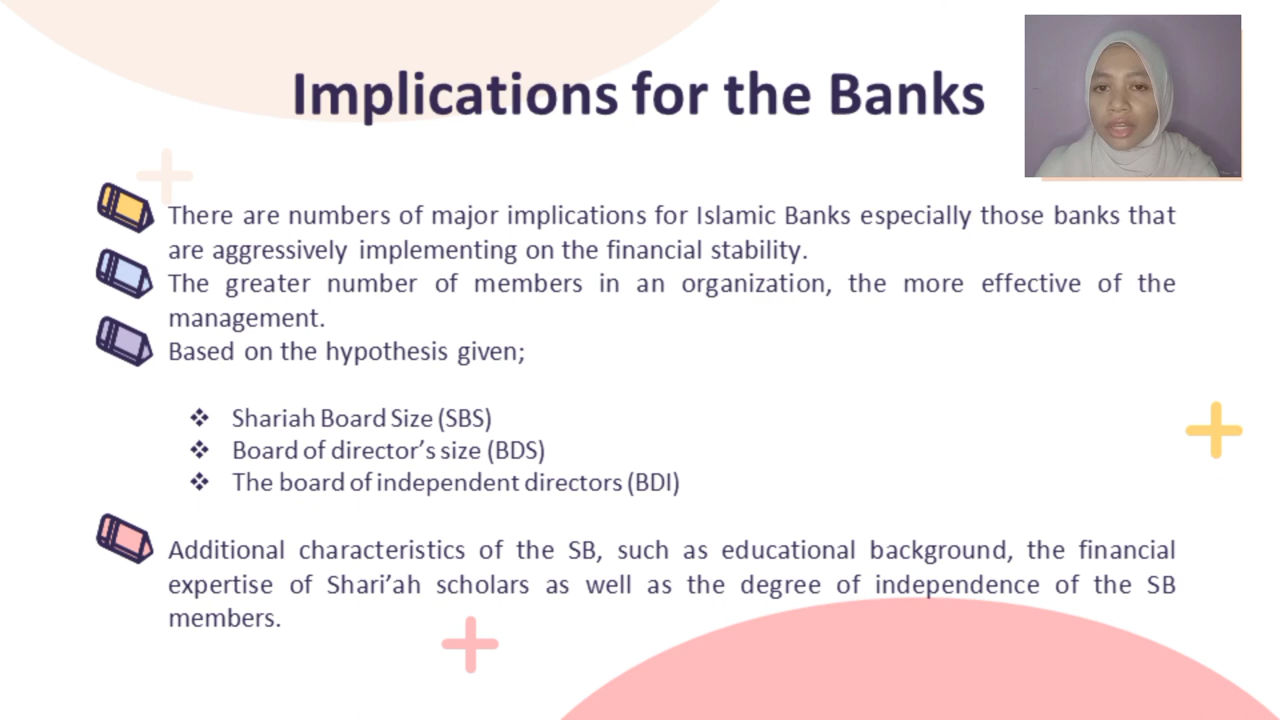 Implications for the Banks
There are numbers of major implications for Islamic Banks especially those banks that
are aggressively implementing on the financial stability.
The greater number of members in an organization, the more effective of the
management.
Based on the hypothesis given;
Shariah Board Size (SBS)
Board of director’s size (BDS)
The board of independent directors (BDI)
Additional characteristics of the SB, such as educational background, the financial
expertise of Shari’ah scholars as well as the degree of independence of the SB
members.